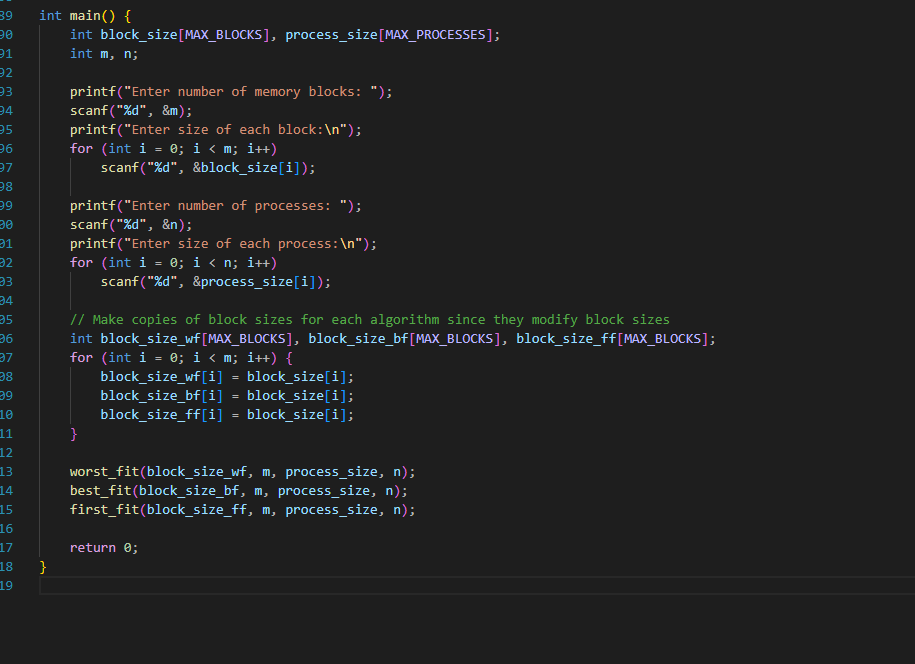 89 int main() {
90     int block_size[MAX_BLOCKS], process_size[MAX_PROCESSES];
91     int m, n;
92
93     printf("Enter number of memory blocks: ");
94     scanf("%d", &m);
95     printf("Enter size of each block:\n");
96     for (int i = 0; i < m; i++)
97         scanf("%d", &block_size[i]);
98
99     printf("Enter number of processes: ");
00     scanf("%d", &n);
01     printf("Enter size of each process:\n");
02     for (int i = 0; i < n; i++)
03         scanf("%d", &process_size[i]);
04
05     // Make copies of block sizes for each algorithm since they modify block sizes
06     int block_size_wf[MAX_BLOCKS], block_size_bf[MAX_BLOCKS], block_size_ff[MAX_BLOCKS];
07     for (int i = 0; i < m; i++) {
08         block_size_wf[i] = block_size[i];
09         block_size_bf[i] = block_size[i];
10         block_size_ff[i] = block_size[i];
11     }
12
13     worst_fit(block_size_wf, m, process_size, n);
14     best_fit(block_size_bf, m, process_size, n);
15     first_fit(block_size_ff, m, process_size, n);
16
17     return 0;
18 }
19